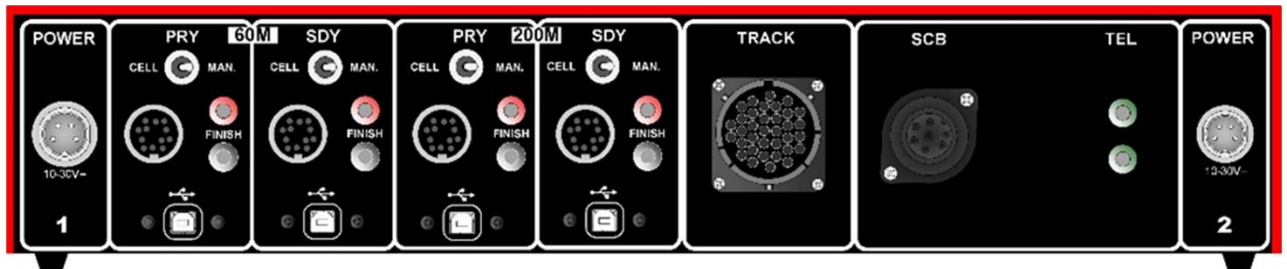 POWER PRY 60M SDY PRY 200M SDY TRACK SCB TEL POWER
CELL MAN. CELL MAN. CELL MAN. CELL MAN.
FINISH FINISH FINISH FINISH
10-30V⎓ 10-30V⎓
1 2